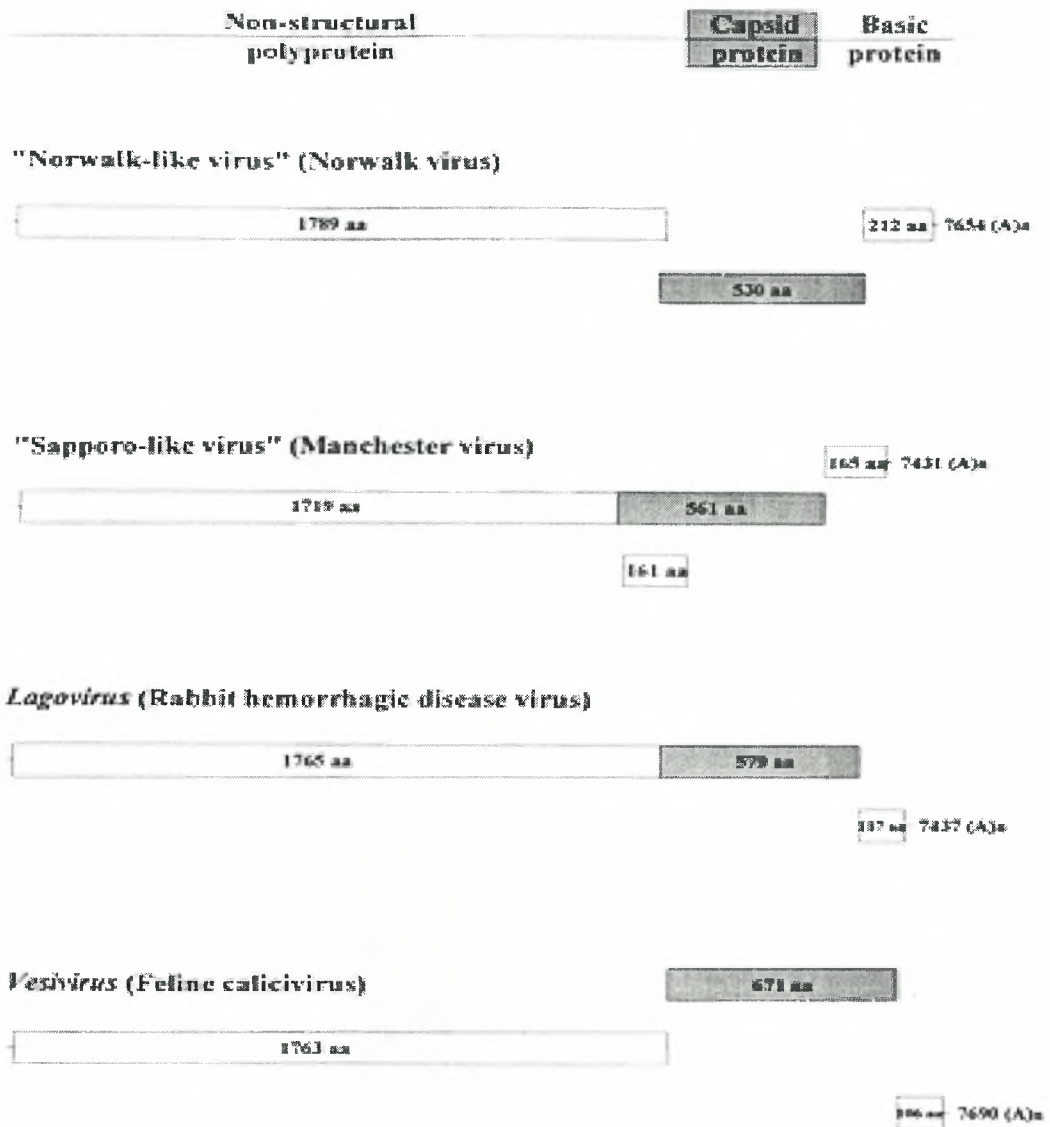 Non-structural
polyprotein
Capsid
protein
Basic
protein
"Norwalk-like virus" (Norwalk virus)
1789 aa
212 aa
7654 (A)n
530 aa
"Sapporo-like virus" (Manchester virus)
165 aa
7431 (A)n
1719 aa
561 aa
161 aa
Lagovirus (Rabbit hemorrhagic disease virus)
1765 aa
579 aa
117 aa
7437 (A)n
Vesivirus (Feline calicivirus)
671 aa
1763 aa
106 aa
7690 (A)n